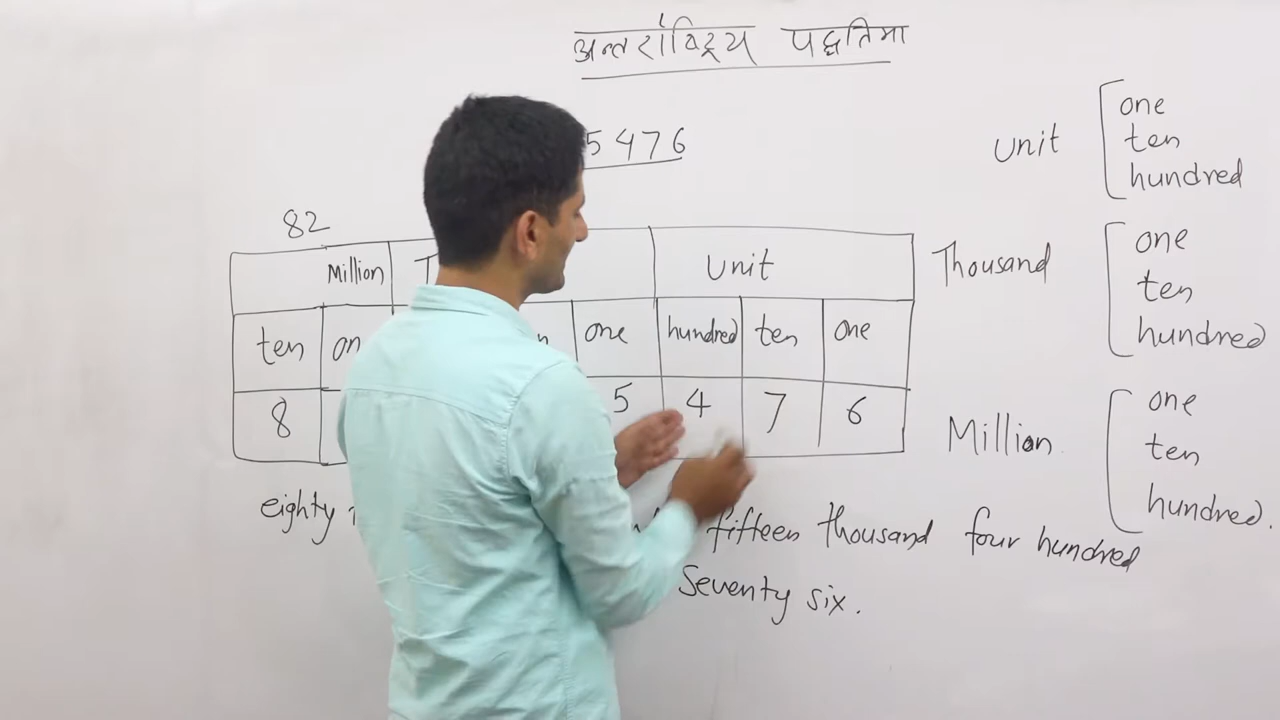 अन्तर्राष्ट्रिय पद्धतिमा
5476
82
Million Unit
ten one hundred ten one
8 5 4 7 6
eighty fifteen thousand four hundred
Seventy six.
Unit one
ten
hundred
Thousand one
ten
hundred
Million one
ten
hundred.